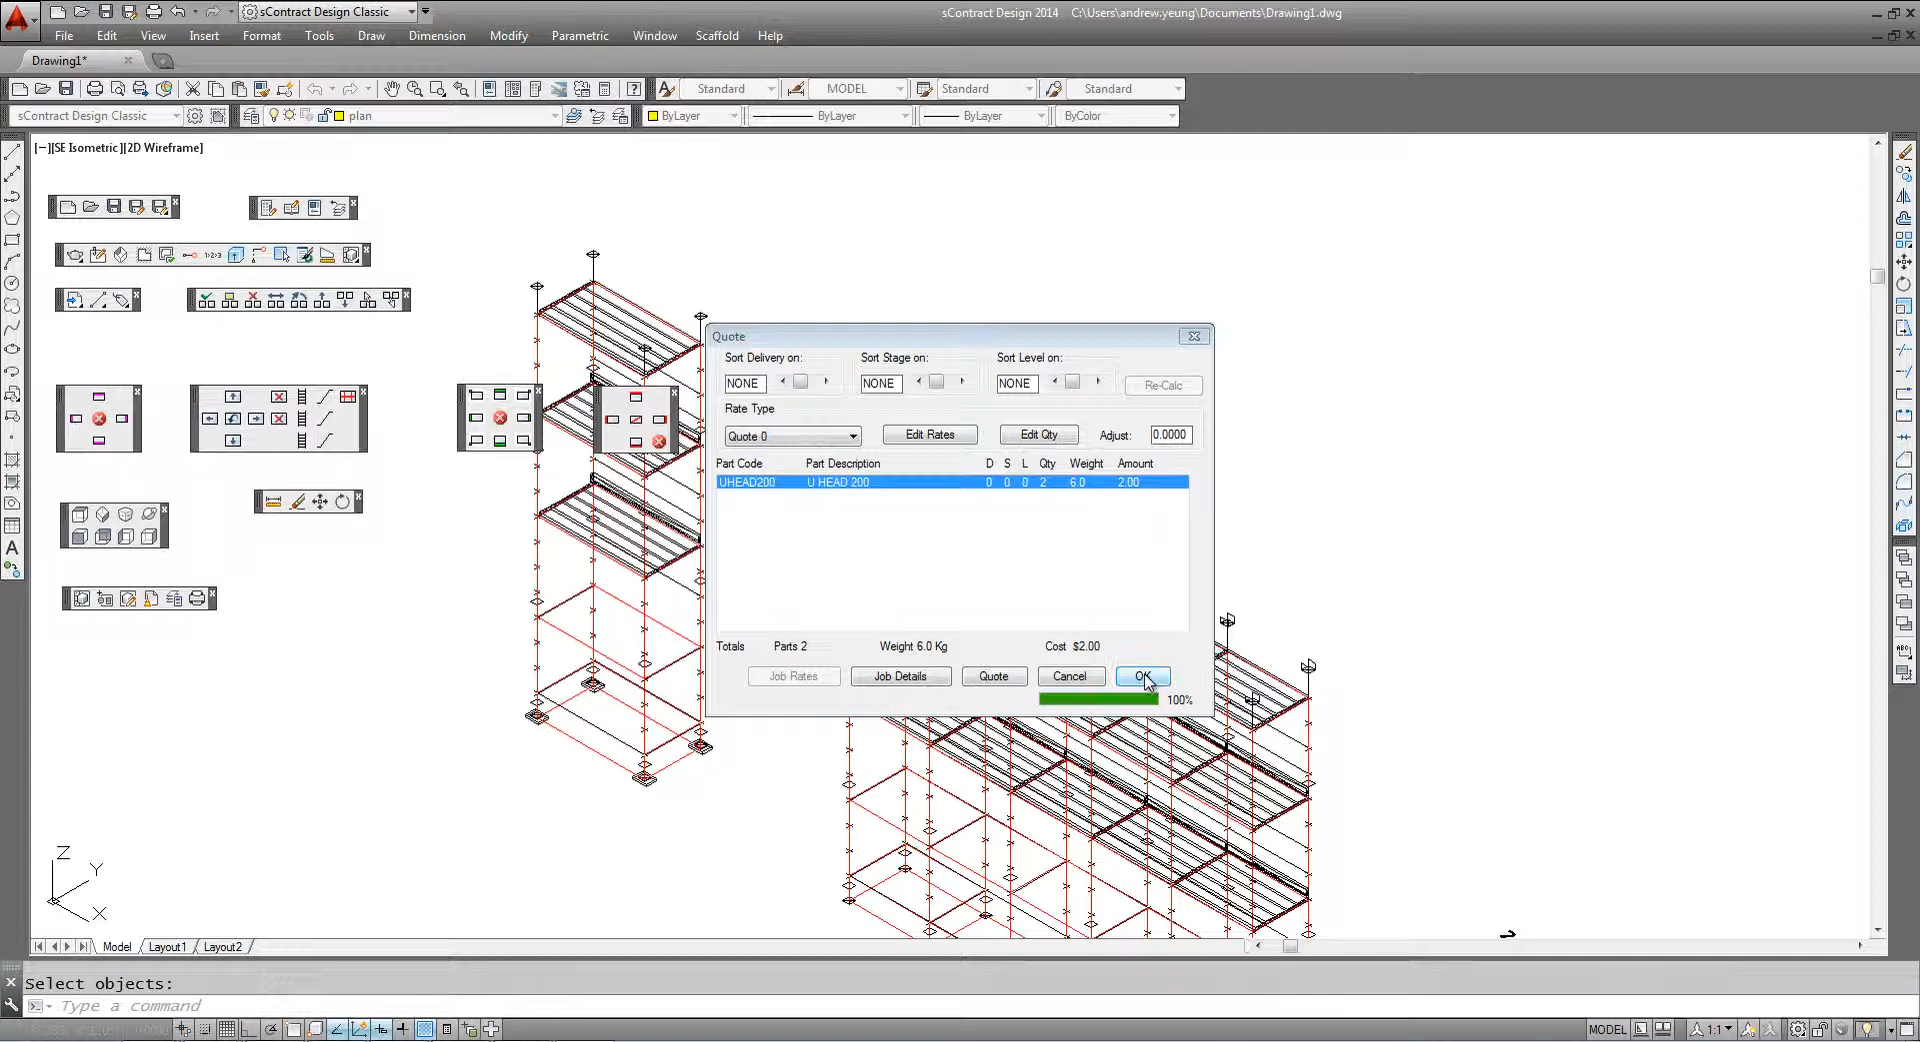 sContract Design Classic
sContract Design 2014 C:\Users\andrew.yeung\Documents\Drawing1.dwg
File Edit View Insert Format Tools Draw Dimension Modify Parametric Window Scaffold Help
Drawing1*
Standard MODEL Standard Standard
sContract Design Classic plan ByLayer ByLayer ByLayer ByColor
[−][SE Isometric][2D Wireframe]
1-2-3
Quote
Sort Delivery on: Sort Stage on: Sort Level on:
NONE NONE NONE Re-Calc
Rate Type
Quote 0 Edit Rates Edit Qty Adjust: 0.0000
Part Code Part Description D S L Qty Weight Amount
UHEAD200 U HEAD 200 0 0 0 2 6.0 2.00
Totals Parts 2 Weight 6.0 Kg Cost $2.00
Job Rates Job Details Quote Cancel OK
100%
A
ABC
Z
Y
X
Model Layout1 Layout2
Select objects:
Type a command
MODEL 1:1